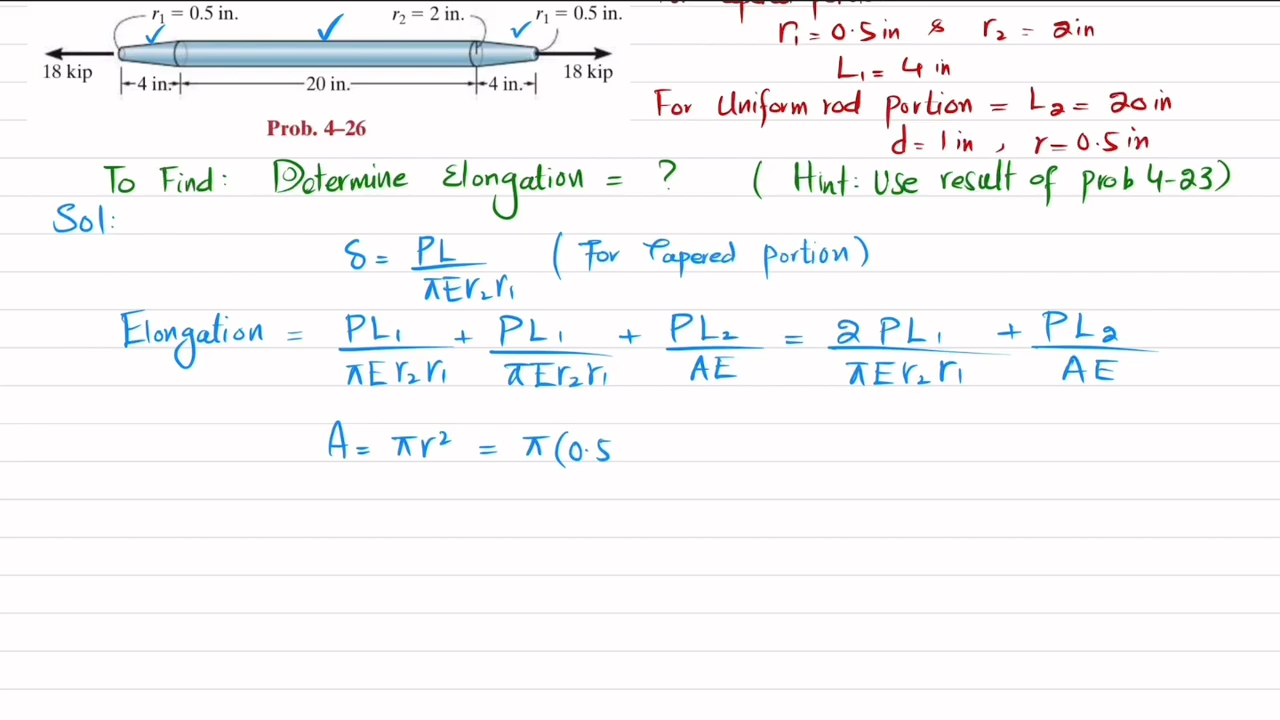 r₁ = 0.5 in.
r₂ = 2 in.
r₁ = 0.5 in.
18 kip
4 in.
20 in.
4 in.
18 kip
Prob. 4–26
r₁ = 0.5 in & r₂ = 2in
L₁ = 4 in
For Uniform rod portion = L₂ = 20 in
d = 1 in , r = 0.5 in
To Find: Determine Elongation = ? ( Hint: Use result of prob 4-23)
Sol:
δ = PL / πEr₂r₁ ( For Tapered portion)
Elongation = PL₁ / πEr₂r₁ + PL₁ / πEr₂r₁ + PL₂ / AE = 2 PL₁ / πEr₂r₁ + PL₂ / AE
A = πr² = π(0.5